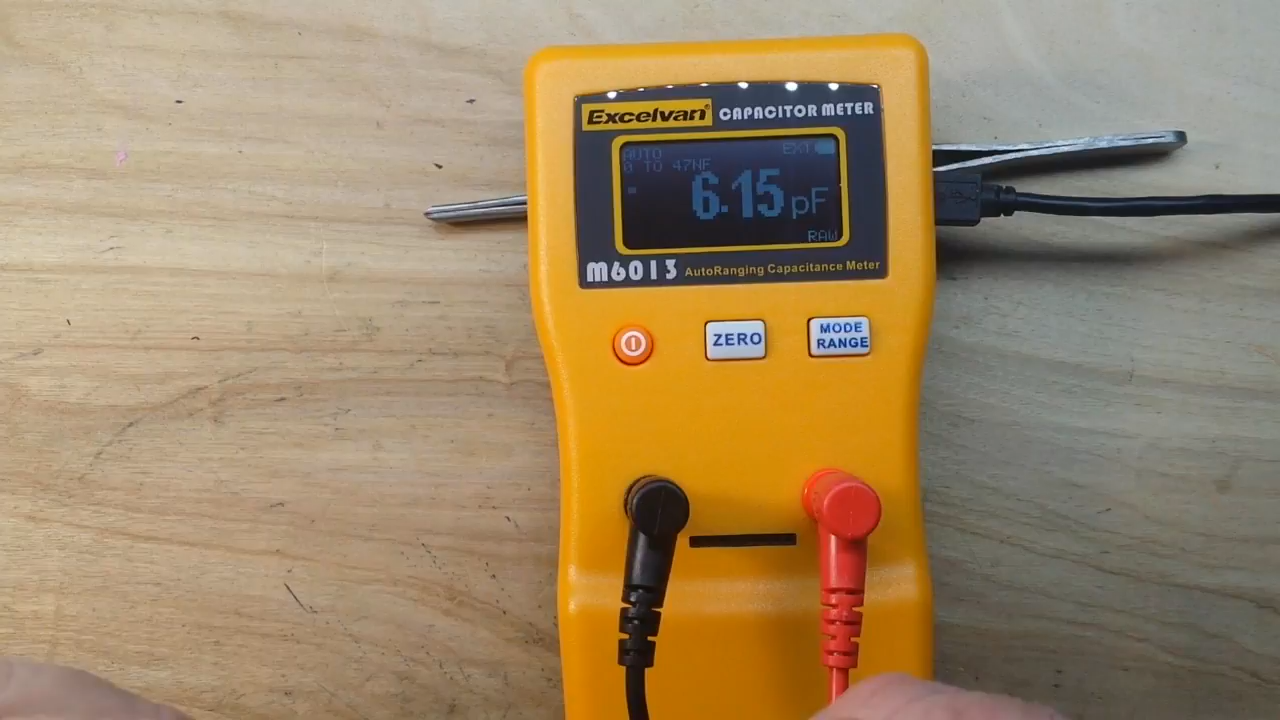 Excelvan® CAPACITOR METER
AUTO EXT
0 TO 47NF
6.15 pF
RAW
M6013 AutoRanging Capacitance Meter
ZERO
MODE
RANGE